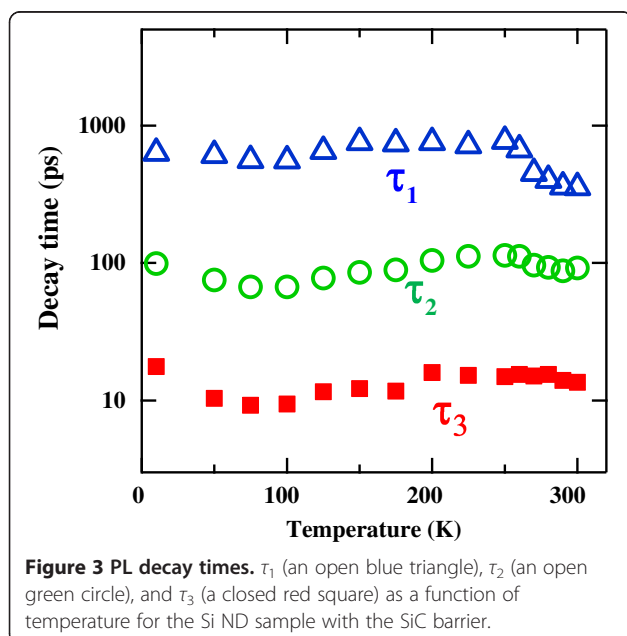 1000
100
10
Decay time (ps)
τ1
τ2
τ3
0 100 200 300
Temperature (K)
Figure 3 PL decay times. τ1 (an open blue triangle), τ2 (an open
green circle), and τ3 (a closed red square) as a function of
temperature for the Si ND sample with the SiC barrier.